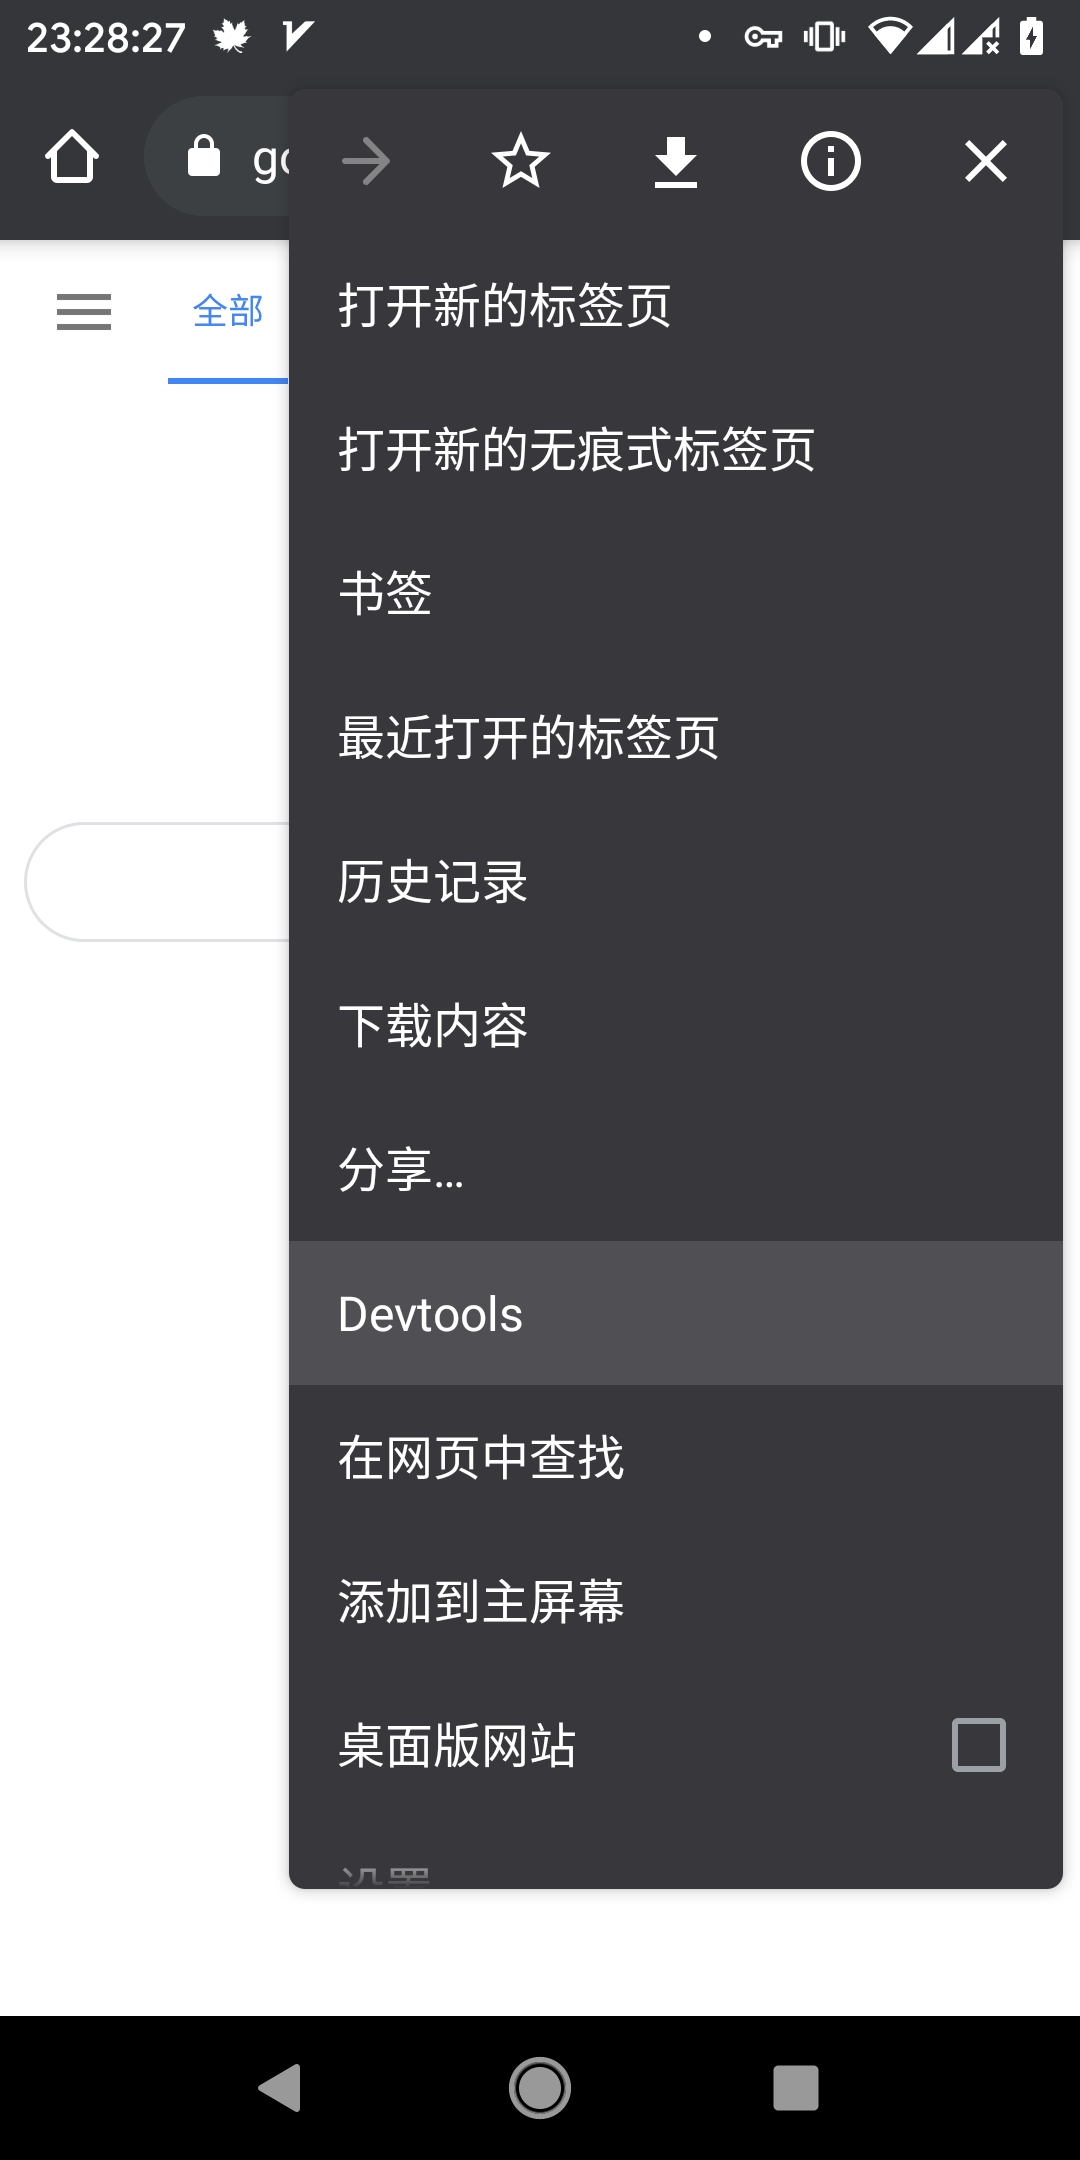 23:28:27
go
全部
打开新的标签页
打开新的无痕式标签页
书签
最近打开的标签页
历史记录
下载内容
分享...
Devtools
在网页中查找
添加到主屏幕
桌面版网站
设置